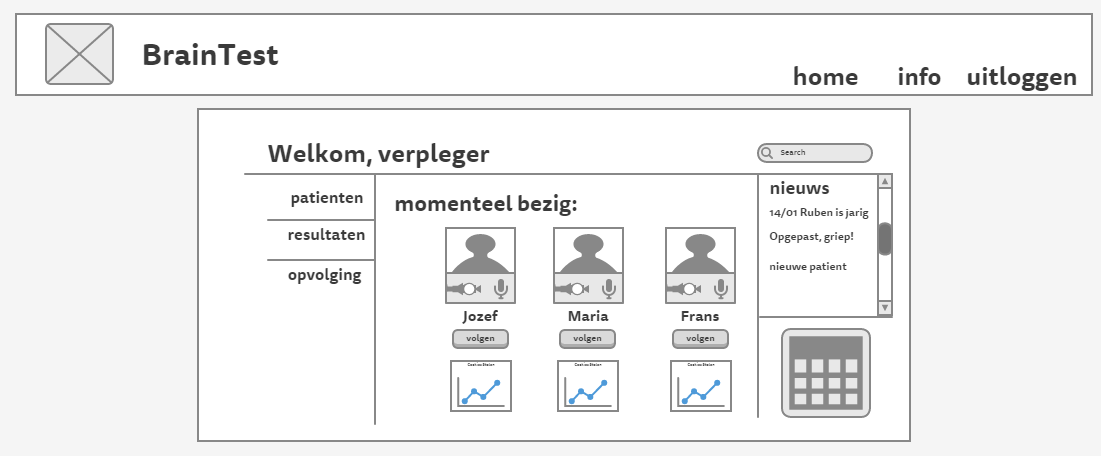 BrainTest
home info uitloggen
Welkom, verpleger
Search
patienten
resultaten
opvolging
momenteel bezig:
Jozef
volgen
Maria
volgen
Frans
volgen
nieuws
14/01 Ruben is jarig
Opgepast, griep!
nieuwe patient